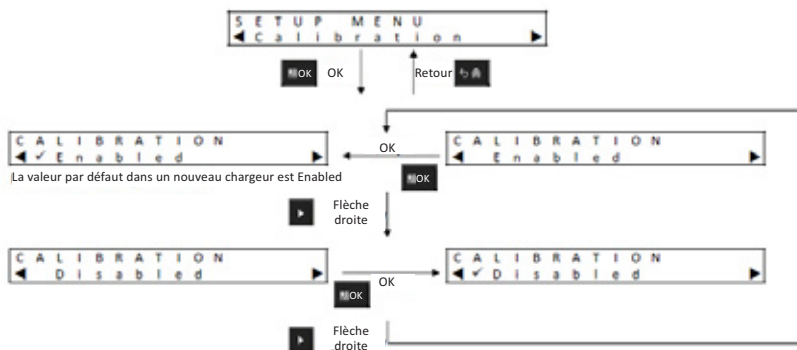 SETUP MENU
◀ Calibration ▶
OK OK Retour
CALIBRATION
◀ ✓ Enabled ▶
OK
CALIBRATION
◀ Enabled ▶
La valeur par défaut dans un nouveau chargeur est Enabled
OK
Flèche
droite
CALIBRATION
◀ Disabled ▶
OK
OK
CALIBRATION
◀ ✓ Disabled ▶
Flèche
droite